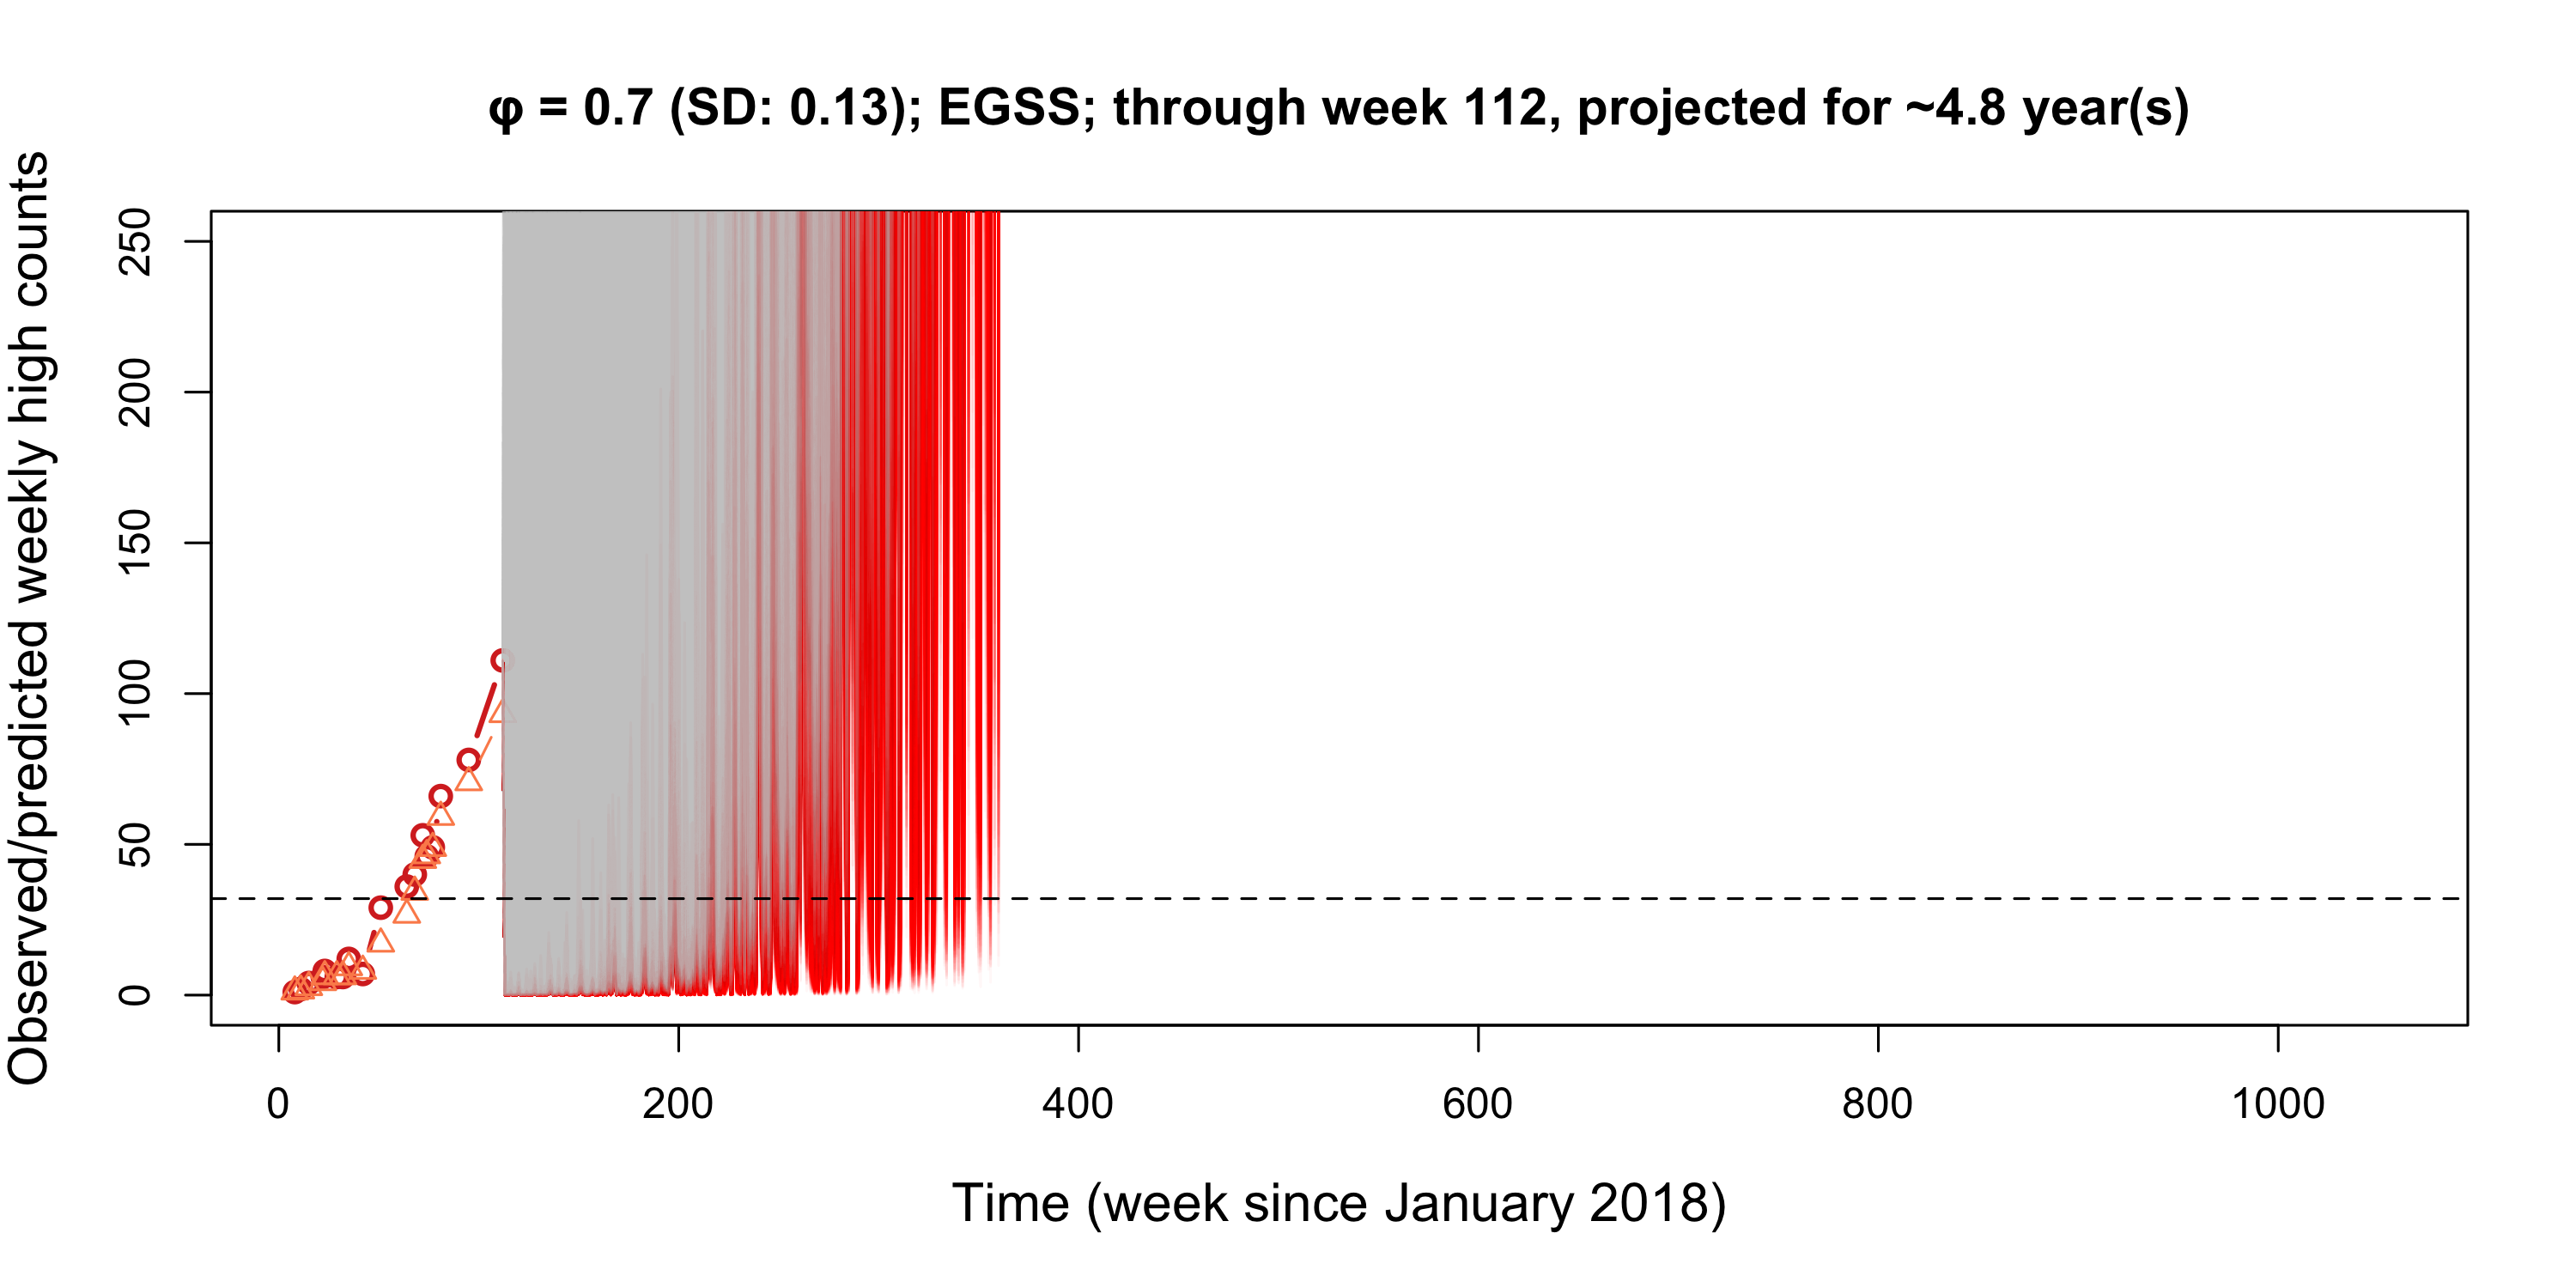 φ = 0.7 (SD: 0.13); EGSS; through week 112, projected for ~4.8 year(s)
Observed/predicted weekly high counts
250
200
150
100
50
0
0 200 400 600 800 1000
Time (week since January 2018)